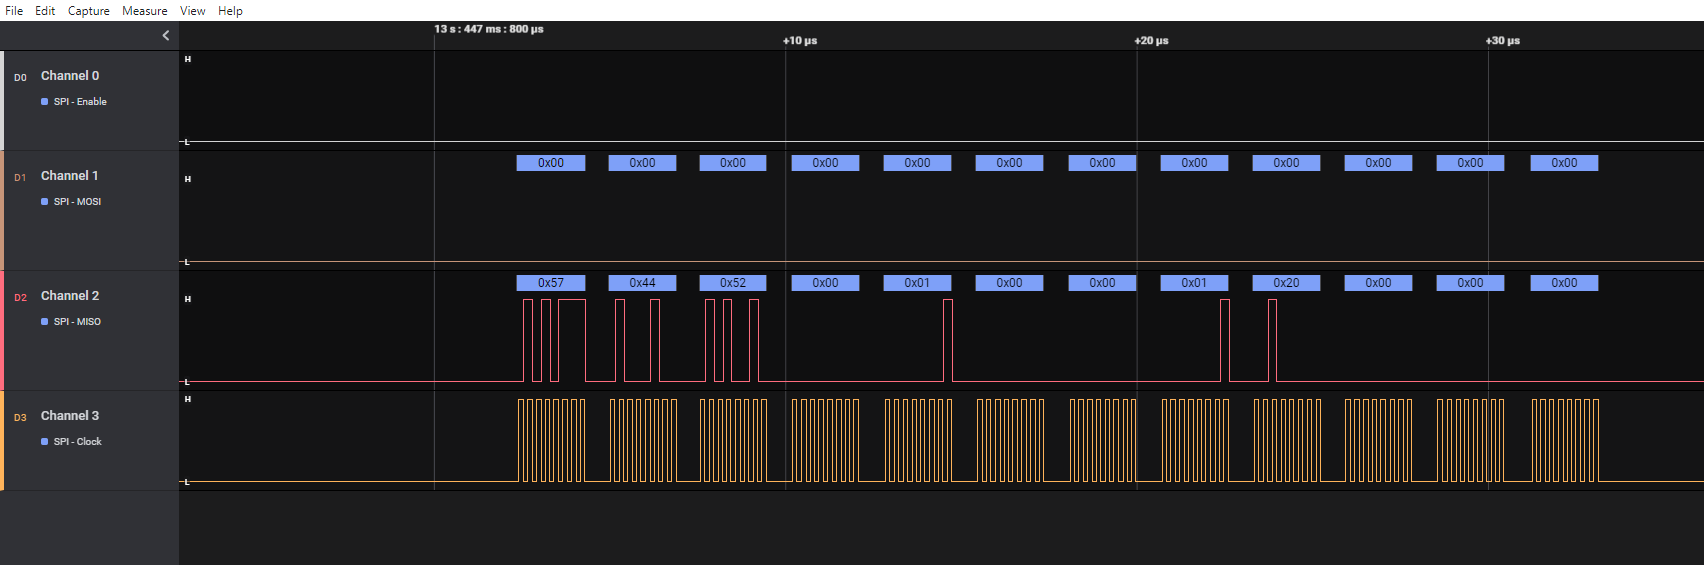 File Edit Capture Measure View Help
13 s : 447 ms : 800 µs
+10 µs +20 µs +30 µs
D0 Channel 0 H
SPI - Enable
L
0x00 0x00 0x00 0x00 0x00 0x00 0x00 0x00 0x00 0x00 0x00 0x00
D1 Channel 1 H
SPI - MOSI
L
0x57 0x44 0x52 0x00 0x01 0x00 0x00 0x01 0x20 0x00 0x00 0x00
D2 Channel 2 H
SPI - MISO
L
H
D3 Channel 3
SPI - Clock
L